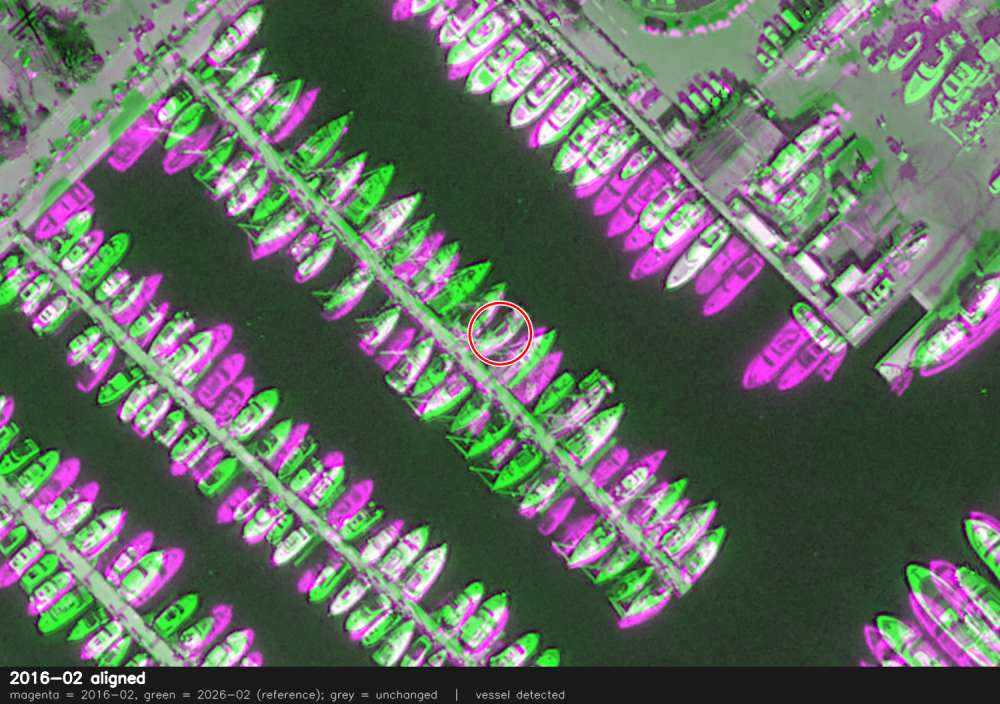 2016-02 aligned
magenta = 2016-02, green = 2026-02 (reference); grey = unchanged | vessel detected